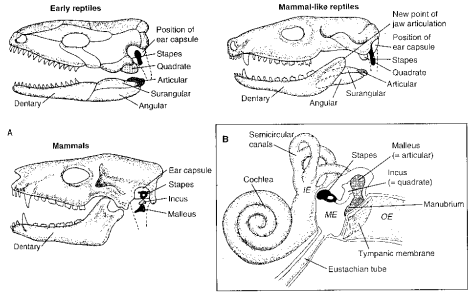 Early reptiles
Position of
ear capsule
Stapes
Quadrate
Articular
Surangular
Dentary
Angular
Mammal-like reptiles
New point of
jaw articulation
Position of
ear capsule
Stapes
Quadrate
Articular
Surangular
Dentary
Angular
A
Mammals
Ear capsule
Stapes
Incus
Malleus
Dentary
B
Semicircular
canals
Stapes
Malleus
(= articular)
Incus
(= quadrate)
Cochlea
IE
Manubrium
ME
OE
Tympanic membrane
Eustachian tube